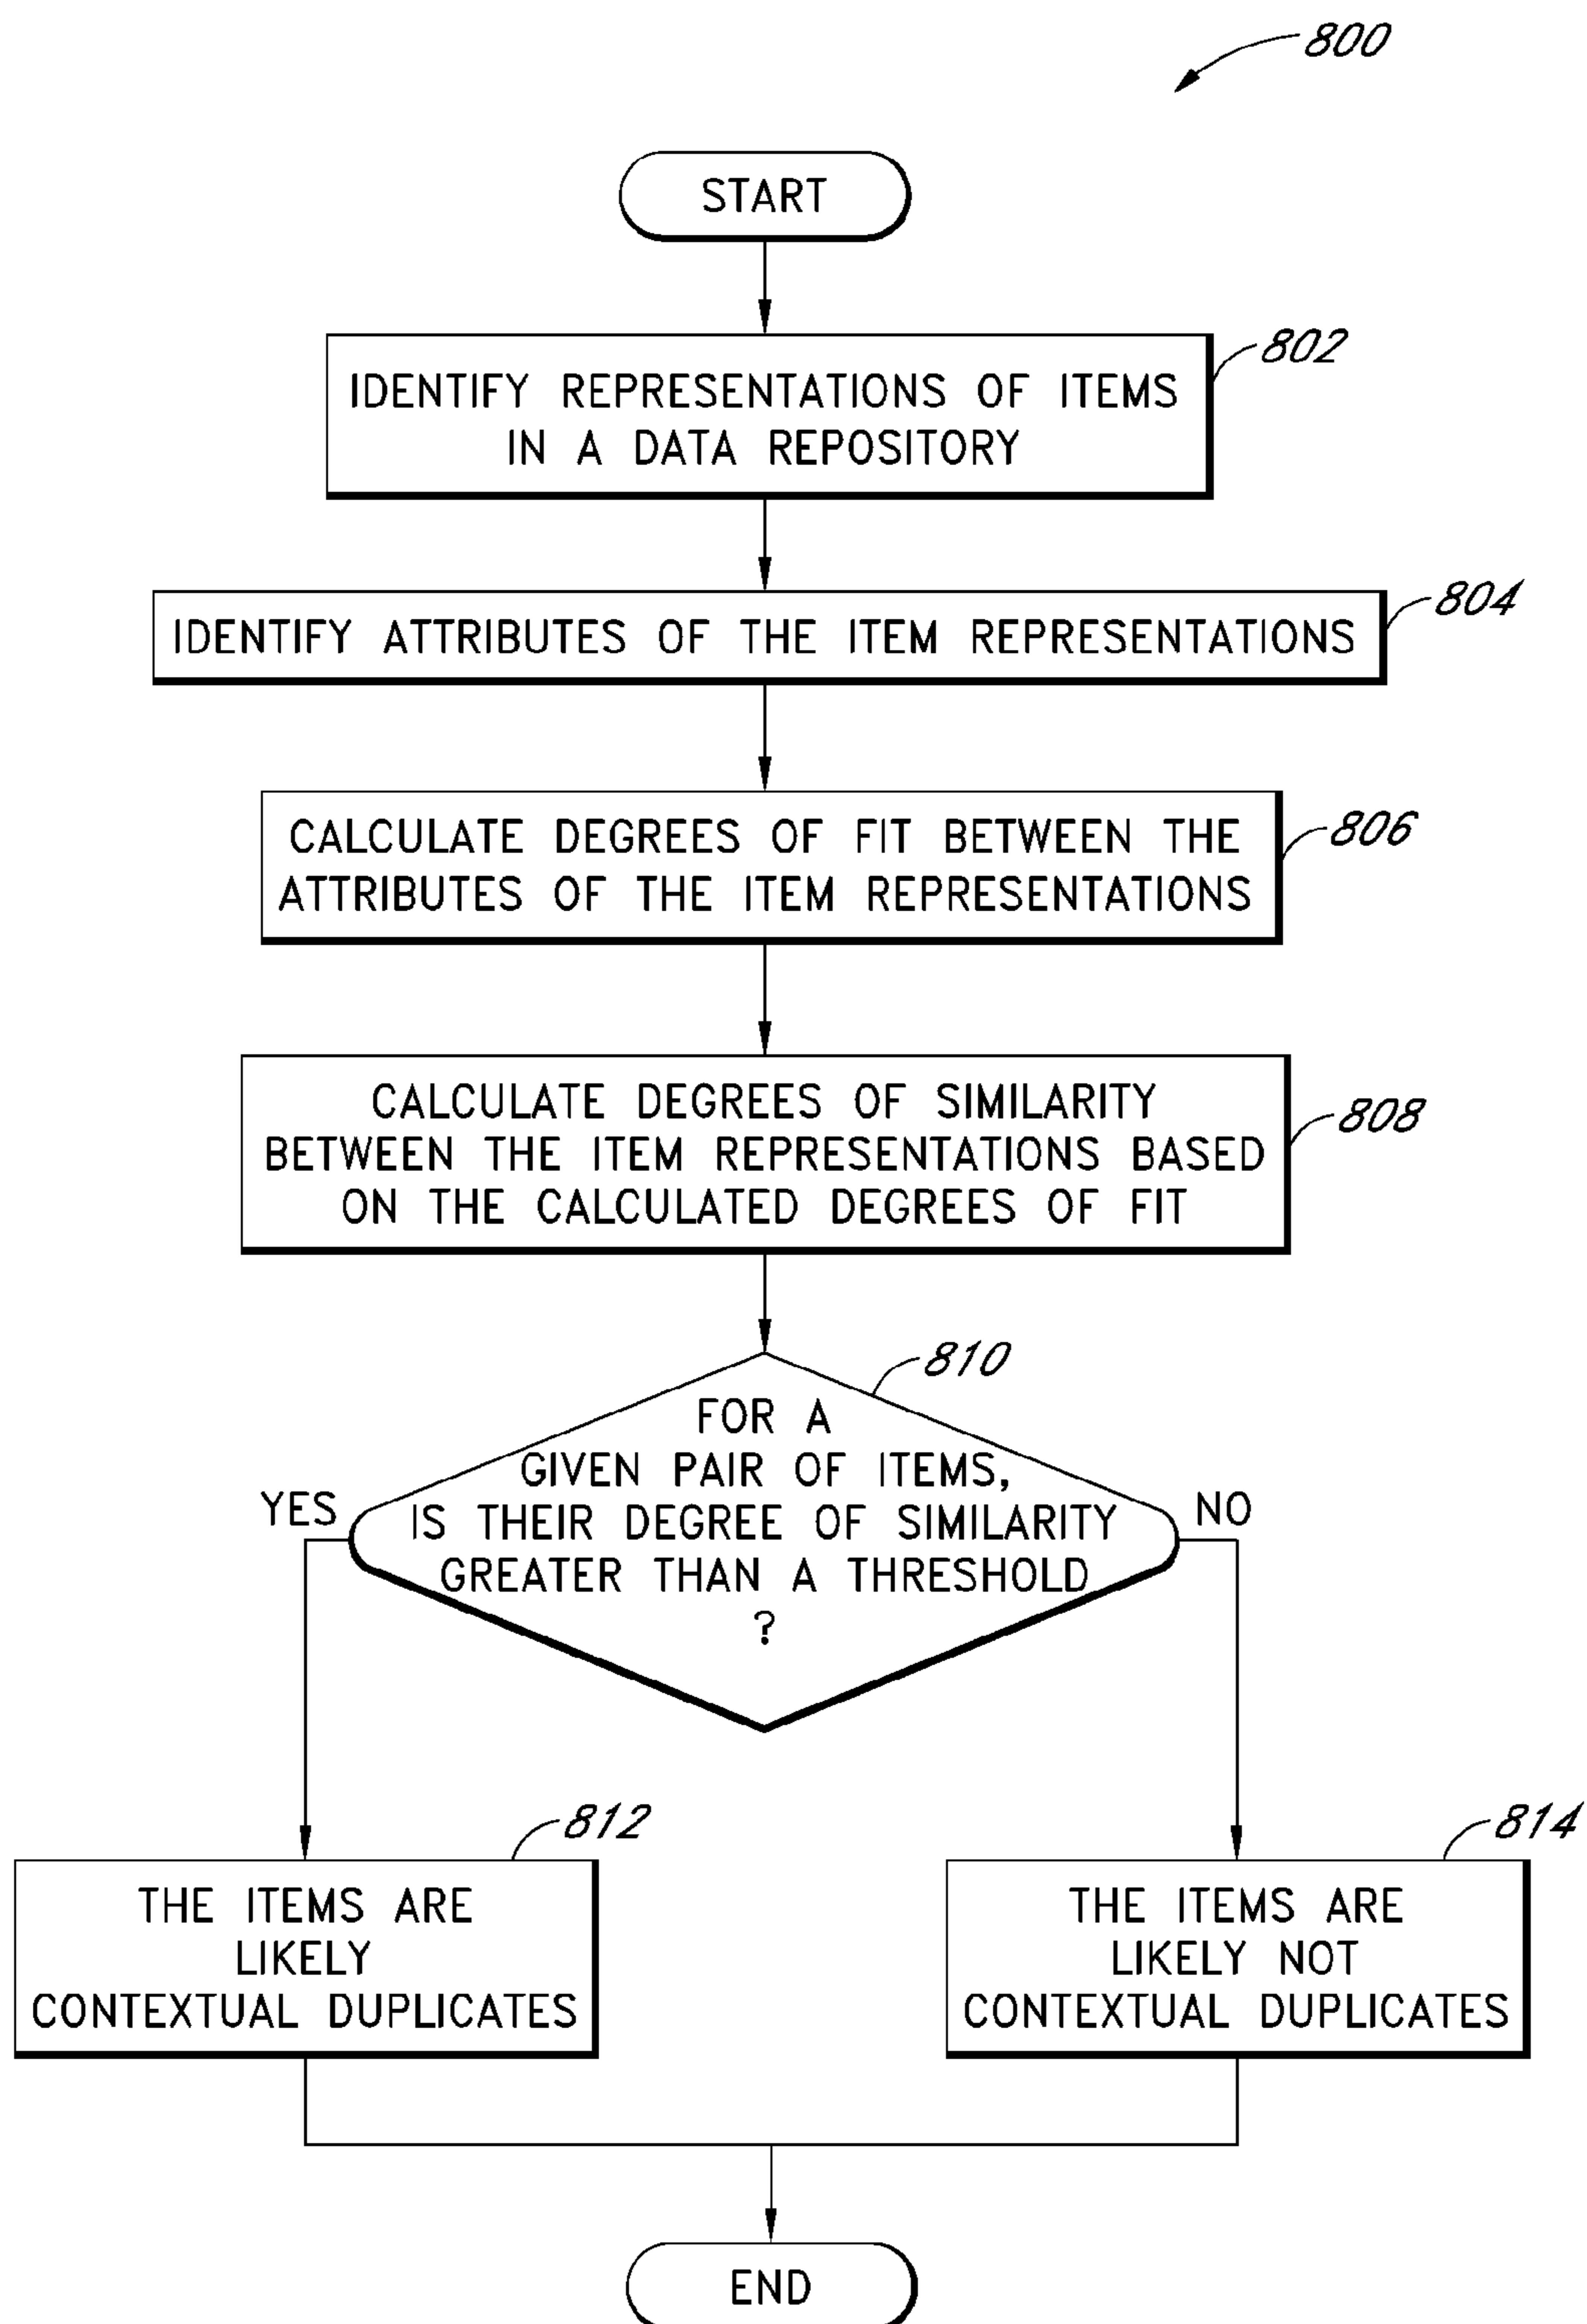 800
START
802
IDENTIFY REPRESENTATIONS OF ITEMS
IN A DATA REPOSITORY
804
IDENTIFY ATTRIBUTES OF THE ITEM REPRESENTATIONS
806
CALCULATE DEGREES OF FIT BETWEEN THE
ATTRIBUTES OF THE ITEM REPRESENTATIONS
808
CALCULATE DEGREES OF SIMILARITY
BETWEEN THE ITEM REPRESENTATIONS BASED
ON THE CALCULATED DEGREES OF FIT
810
FOR A
GIVEN PAIR OF ITEMS,
IS THEIR DEGREE OF SIMILARITY
GREATER THAN A THRESHOLD
?
YES
NO
812
THE ITEMS ARE
LIKELY
CONTEXTUAL DUPLICATES
814
THE ITEMS ARE
LIKELY NOT
CONTEXTUAL DUPLICATES
END